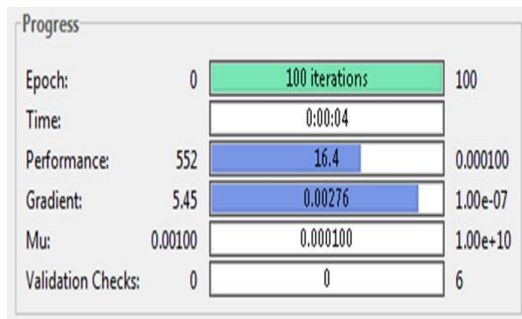 Progress
Epoch: 0 100 iterations 100
Time: 0:00:04
Performance: 552 16.4 0.000100
Gradient: 5.45 0.00276 1.00e-07
Mu: 0.00100 0.000100 1.00e+10
Validation Checks: 0 0 6